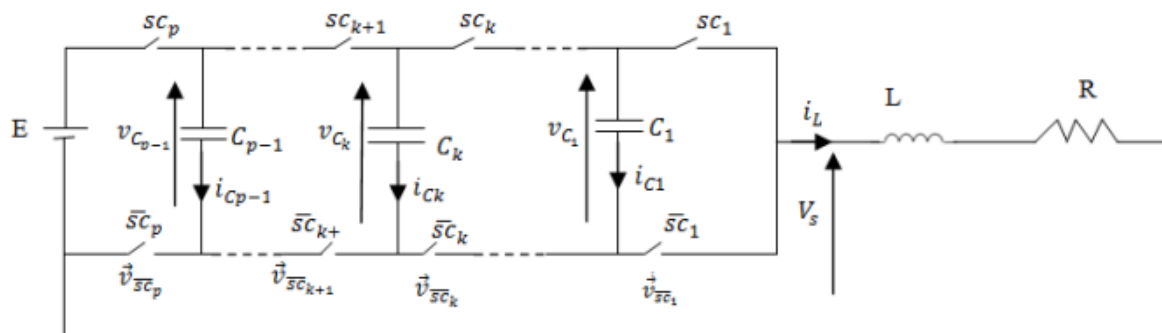 sc_p sc_{k+1} sc_k sc_1
E v_{C_{p-1}} C_{p-1} v_{C_k} C_k v_{C_1} C_1 i_L L R
i_{Cp-1} i_{Ck} i_{C1} V_s
s̅c_p s̅c_{k+} s̅c_k s̅c_1
v⃗_{s̅c_p} v⃗_{s̅c_{k+1}} v⃗_{s̅c_k} v⃗_{s̅c_1}